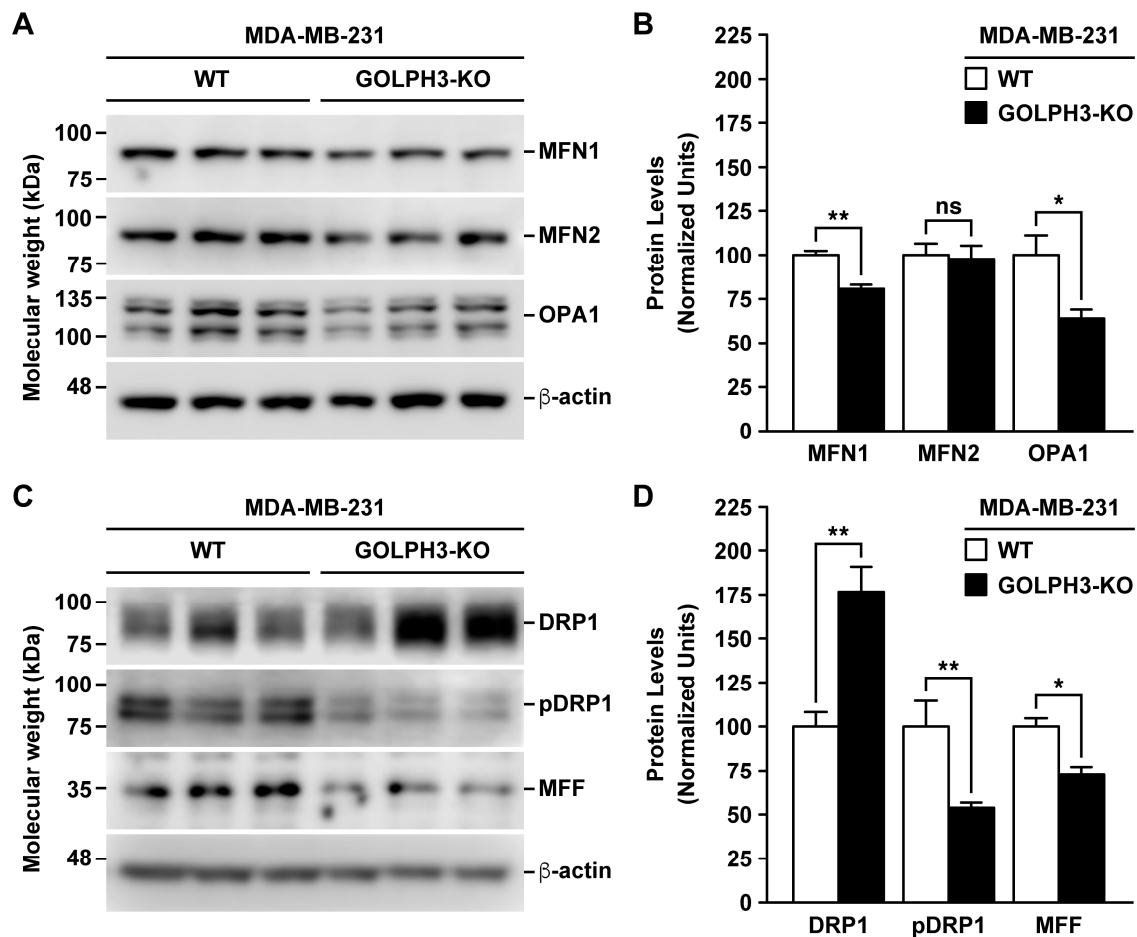 A
MDA-MB-231
WT GOLPH3-KO
Molecular weight (kDa)
100
MFN1
75
100
MFN2
75
135
OPA1
100
48
β-actin
B
225
200
175
150
125
100
75
50
25
0
Protein Levels
(Normalized Units)
MDA-MB-231
WT
GOLPH3-KO
**
ns
*
MFN1 MFN2 OPA1
C
MDA-MB-231
WT GOLPH3-KO
Molecular weight (kDa)
100
DRP1
75
100
pDRP1
75
35 MFF
48
β-actin
D
225
200
175
150
125
100
75
50
25
0
Protein Levels
(Normalized Units)
MDA-MB-231
WT
GOLPH3-KO
**
**
*
DRP1 pDRP1 MFF